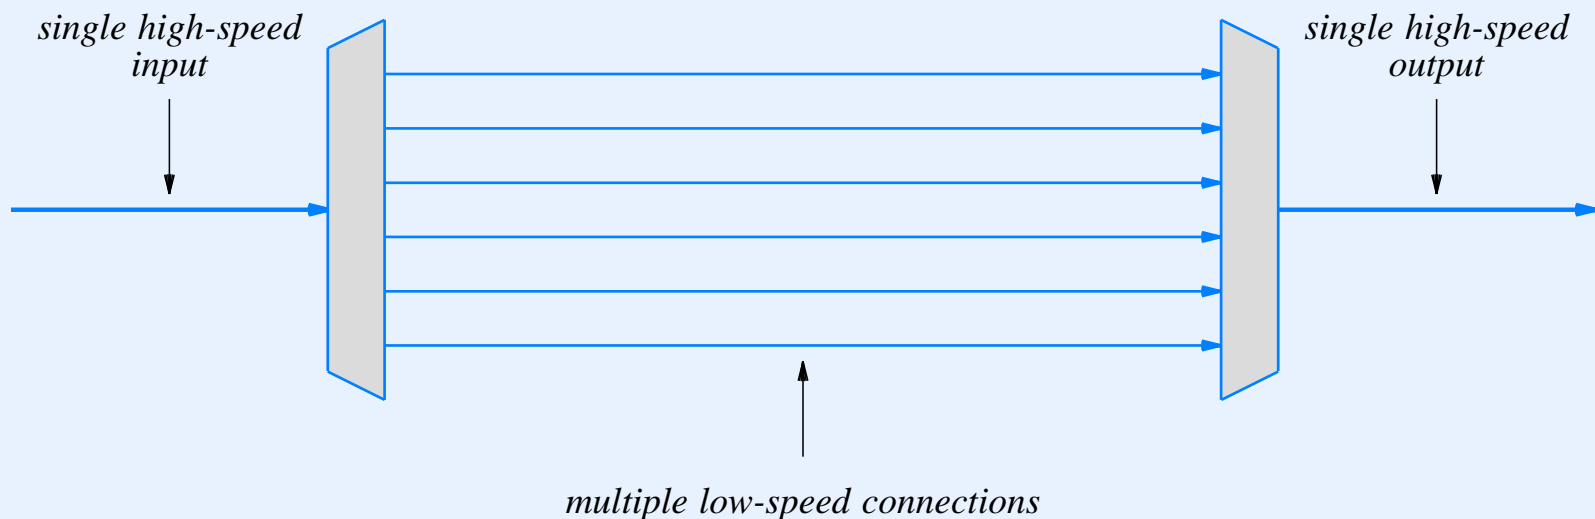 single high-speed
input
single high-speed
output
multiple low-speed connections